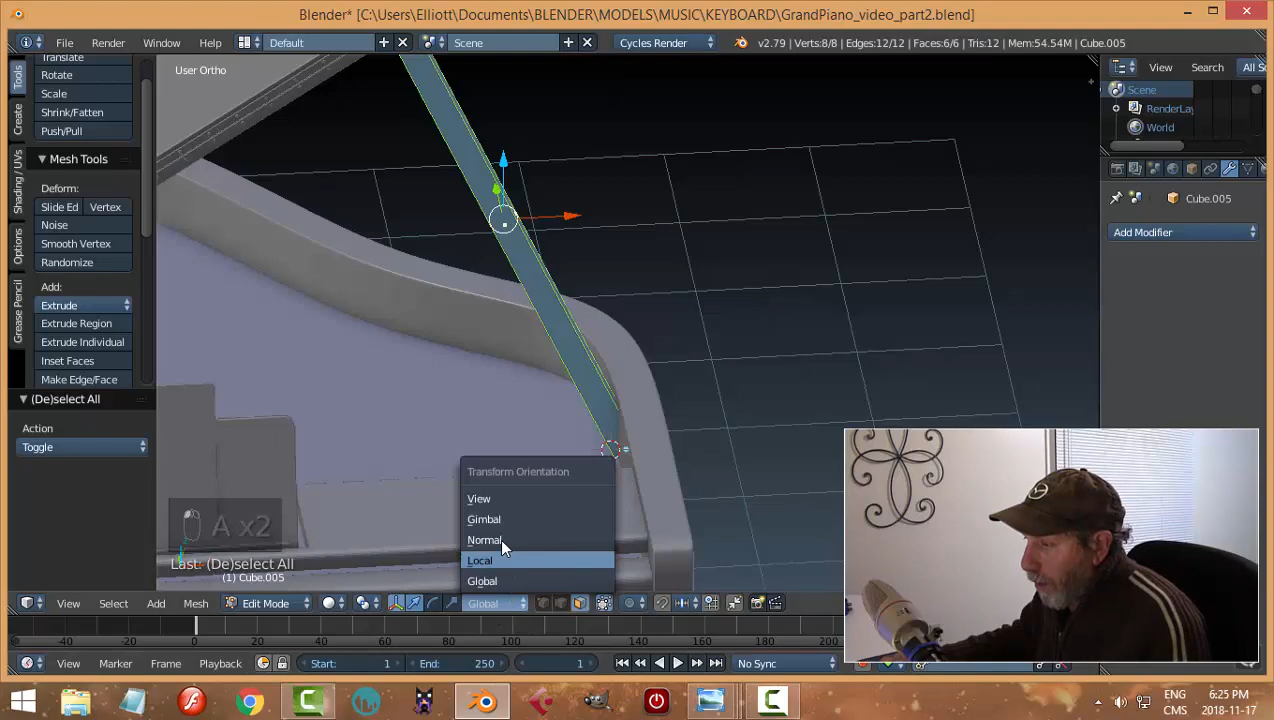 Blender* [C:\Users\Elliott\Documents\BLENDER\MODELS\MUSIC\KEYBOARD\GrandPiano_video_part2.blend]
File Render Window Help Default Scene Cycles Render v2.79 | Verts:8/8 | Edges:12/12 | Faces:6/6 | Tris:12 | Mem:54.54M | Cube.005
Tools
Create
Shading / UVs
Options
Grease Pencil
Translate
Rotate
Scale
Shrink/Fatten
Push/Pull
Mesh Tools
Deform:
Slide Ed Vertex
Noise
Smooth Vertex
Randomize
Add:
Extrude
Extrude Region
Extrude Individual
Inset Faces
Make Edge/Face
(De)select All
Action
Toggle
User Ortho
View Search All S
Scene
RenderLay
World
Cube.005
Add Modifier
Transform Orientation
View
Gimbal
Normal
Local
Global
A x2
Last: (De)select All
(1) Cube.005
View Select Add Mesh Edit Mode Global
-40 -20 0 20 40 60 80 100 120 140 160 180 200
View Marker Frame Playback Start: 1 End: 250 1 No Sync
ENG
CMS
6:25 PM
2018-11-17